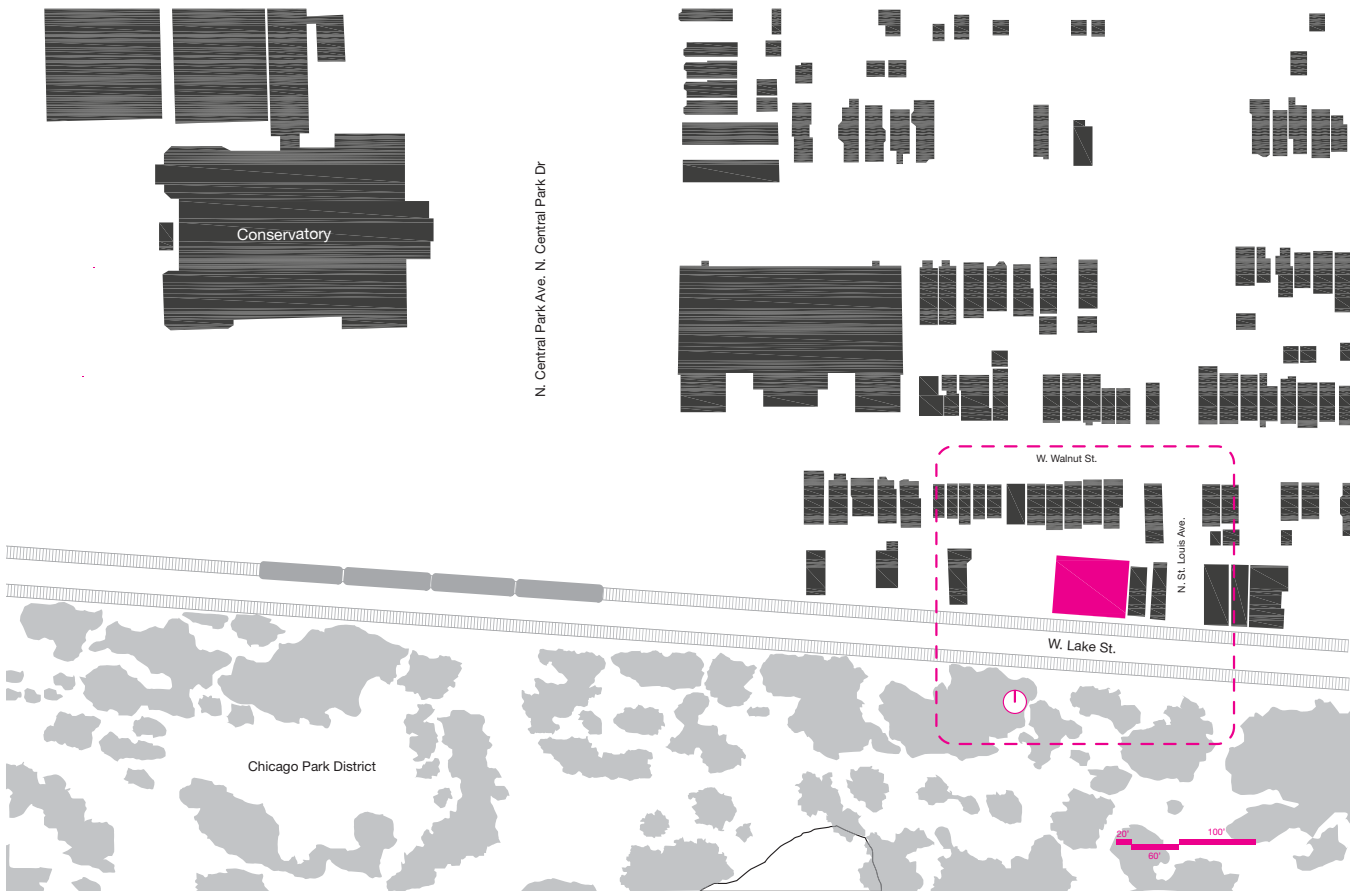 Conservatory
N. Central Park Ave. N. Central Park Dr
W. Walnut St.
N. St. Louis Ave.
W. Lake St.
Chicago Park District
20'
100'
60'